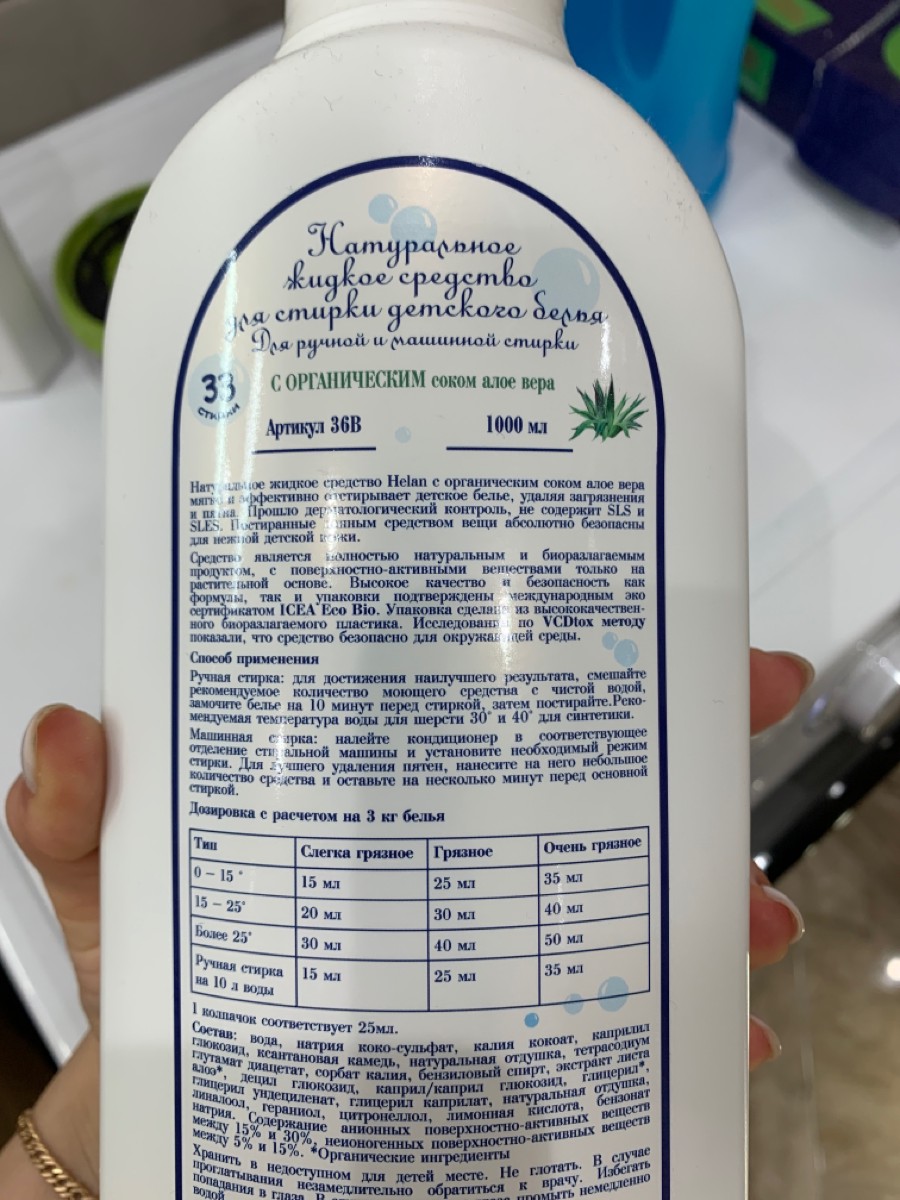 Натуральное
жидкое средство
для стирки детского белья
Для ручной и машинной стирки
33
СТИРКИ
С ОРГАНИЧЕСКИМ соком алое вера
Артикул 36В
1000 мл
Натуральное жидкое средство Helan с органическим соком алое вера
мягко и эффективно отстирывает детское белье, удаляя загрязнения
и пятна. Прошло дерматологический контроль, не содержит SLS и
SLES. Постиранные данным средством вещи абсолютно безопасны
для нежной детской кожи.
Средство является полностью натуральным и биоразлагаемым
продуктом, с поверхностно-активными веществами только на
растительной основе. Высокое качество и безопасность как
формулы, так и упаковки подтверждены международным эко
сертификатом ICEA Eco Bio. Упаковка сделана из высококачествен-
ного биоразлагаемого пластика. Исследования по VCDtox методу
показали, что средство безопасно для окружающей среды.
Способ применения
Ручная стирка: для достижения наилучшего результата, смешайте
рекомендуемое количество моющего средства с чистой водой,
замочите белье на 10 минут перед стиркой, затем постирайте.Реко-
мендуемая температура воды для шерсти 30° и 40° для синтетики.
Машинная стирка: налейте кондиционер в соответствующее
отделение стиральной машины и установите необходимый режим
стирки. Для лучшего удаления пятен, нанесите на него небольшое
количество средства и оставьте на несколько минут перед основной
стиркой.
Дозировка с расчетом на 3 кг белья
Тип Слегка грязное Грязное Очень грязное
0 – 15 ° 15 мл 25 мл 35 мл
15 – 25° 20 мл 30 мл 40 мл
Более 25° 30 мл 40 мл 50 мл
Ручная стирка
на 10 л воды 15 мл 25 мл 35 мл
1 колпачок соответствует 25мл.
Состав: вода, натрия коко-сульфат, калия кокоат, каприлил
глюкозид, ксантановая камедь, натуральная отдушка, тетрасодиум
глутамат диацетат, сорбат калия, бензиловый спирт, экстракт листа
алоэ*, децил глюкозид, каприл/каприл глюкозид, глицерил*,
глицерил ундециленат, глицерил каприлат, натуральная отдушка,
линалоол, гераниол, цитронеллол, лимонная кислота, бензонат
натрия. Содержание анионных поверхностно-активных веществ
между 15% и 30%, неионогенных поверхностно-активных веществ
между 5% и 15%. *Органические ингредиенты
Хранить в недоступном для детей месте. Не глотать. В случае
проглатывания незамедлительно обратиться к врачу. Избегать
попадания в глаза. В промыть немедленно
водой